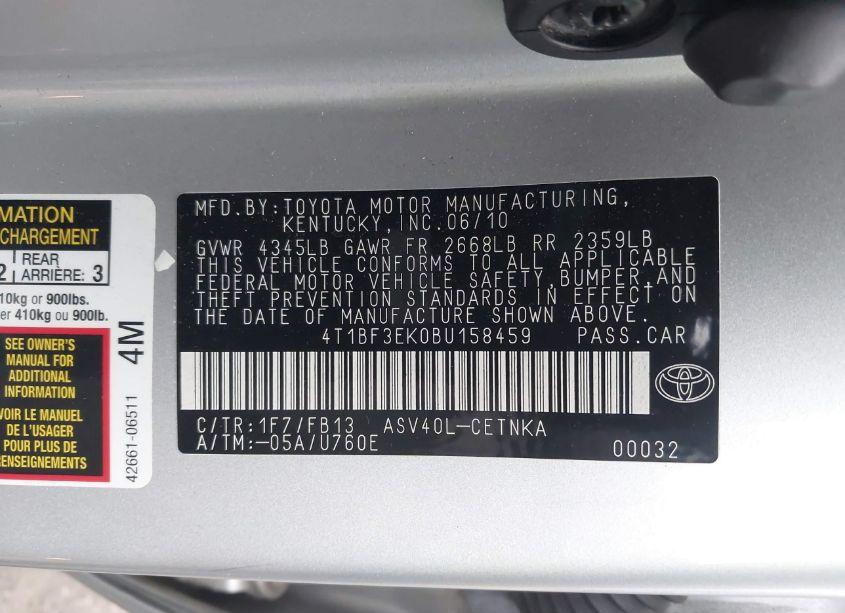 MATION
CHARGEMENT
2 REAR ARRIÈRE: 3
10kg or 900lbs.
er 410kg ou 900lb.
SEE OWNER'S
MANUAL FOR
ADDITIONAL
INFORMATION
VOIR LE MANUEL
DE L'USAGER
POUR PLUS DE
RENSEIGNEMENTS
4M
42661-06511
MFD.BY:TOYOTA MOTOR MANUFACTURING,
KENTUCKY, INC.06/10
GVWR 4345LB GAWR FR 2668LB RR 2359LB
THIS VEHICLE CONFORMS TO ALL APPLICABLE
FEDERAL MOTOR VEHICLE SAFETY,BUMPER,AND
THEFT PREVENTION STANDARDS IN EFFECT ON
THE DATE OF MANUFACTURE SHOWN ABOVE.
4T1BF3EK0BU158459 PASS.CAR
C/TR:1F7/FB13 ASV40L-CETNKA
A/TM:-05A/U760E 00032